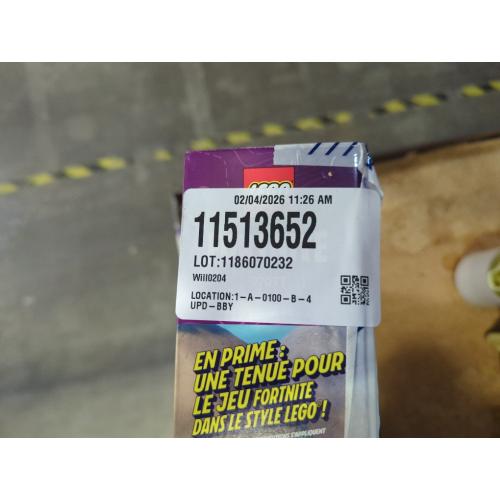 LEGO
02/04/2026 11:26 AM
11513652
LOT:1186070232
Will0204
LOCATION:1-A-0100-B-4
UPD-BBY
EN PRIME :
UNE TENUE POUR
LE JEU FORTNITE
DANS LE STYLE LEGO® !
S'APPLIQUENT